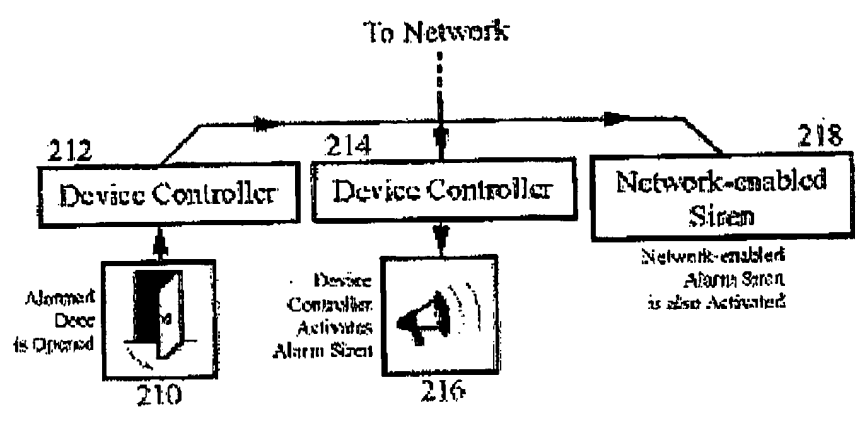 To Network
212
214
218
Device Controller
Device Controller
Network-enabled
Siren
Alarmed
Door
is Opened
Device
Controller
Activates
Alarm Siren
Network-enabled
Alarm Siren
is also Activated
210
216